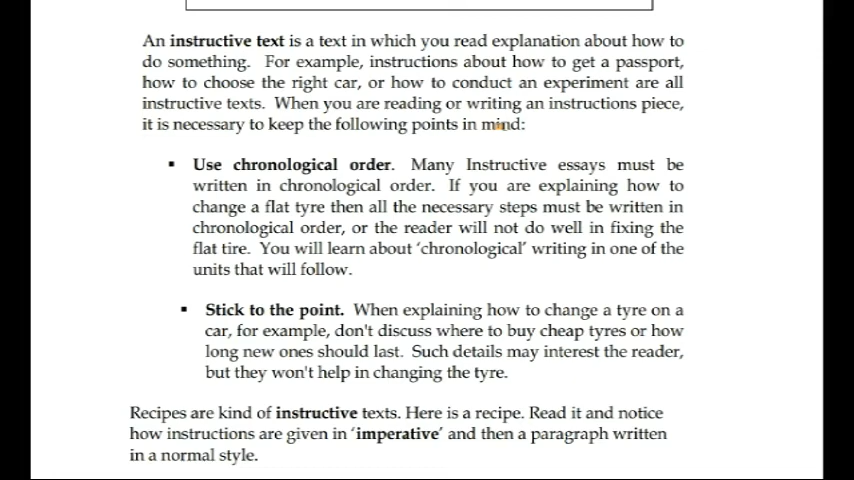 An instructive text is a text in which you read explanation about how to
do something. For example, instructions about how to get a passport,
how to choose the right car, or how to conduct an experiment are all
instructive texts. When you are reading or writing an instructions piece,
it is necessary to keep the following points in mind:
▪ Use chronological order. Many Instructive essays must be
written in chronological order. If you are explaining how to
change a flat tyre then all the necessary steps must be written in
chronological order, or the reader will not do well in fixing the
flat tire. You will learn about ‘chronological’ writing in one of the
units that will follow.
▪ Stick to the point. When explaining how to change a tyre on a
car, for example, don't discuss where to buy cheap tyres or how
long new ones should last. Such details may interest the reader,
but they won't help in changing the tyre.
Recipes are kind of instructive texts. Here is a recipe. Read it and notice
how instructions are given in ‘imperative’ and then a paragraph written
in a normal style.